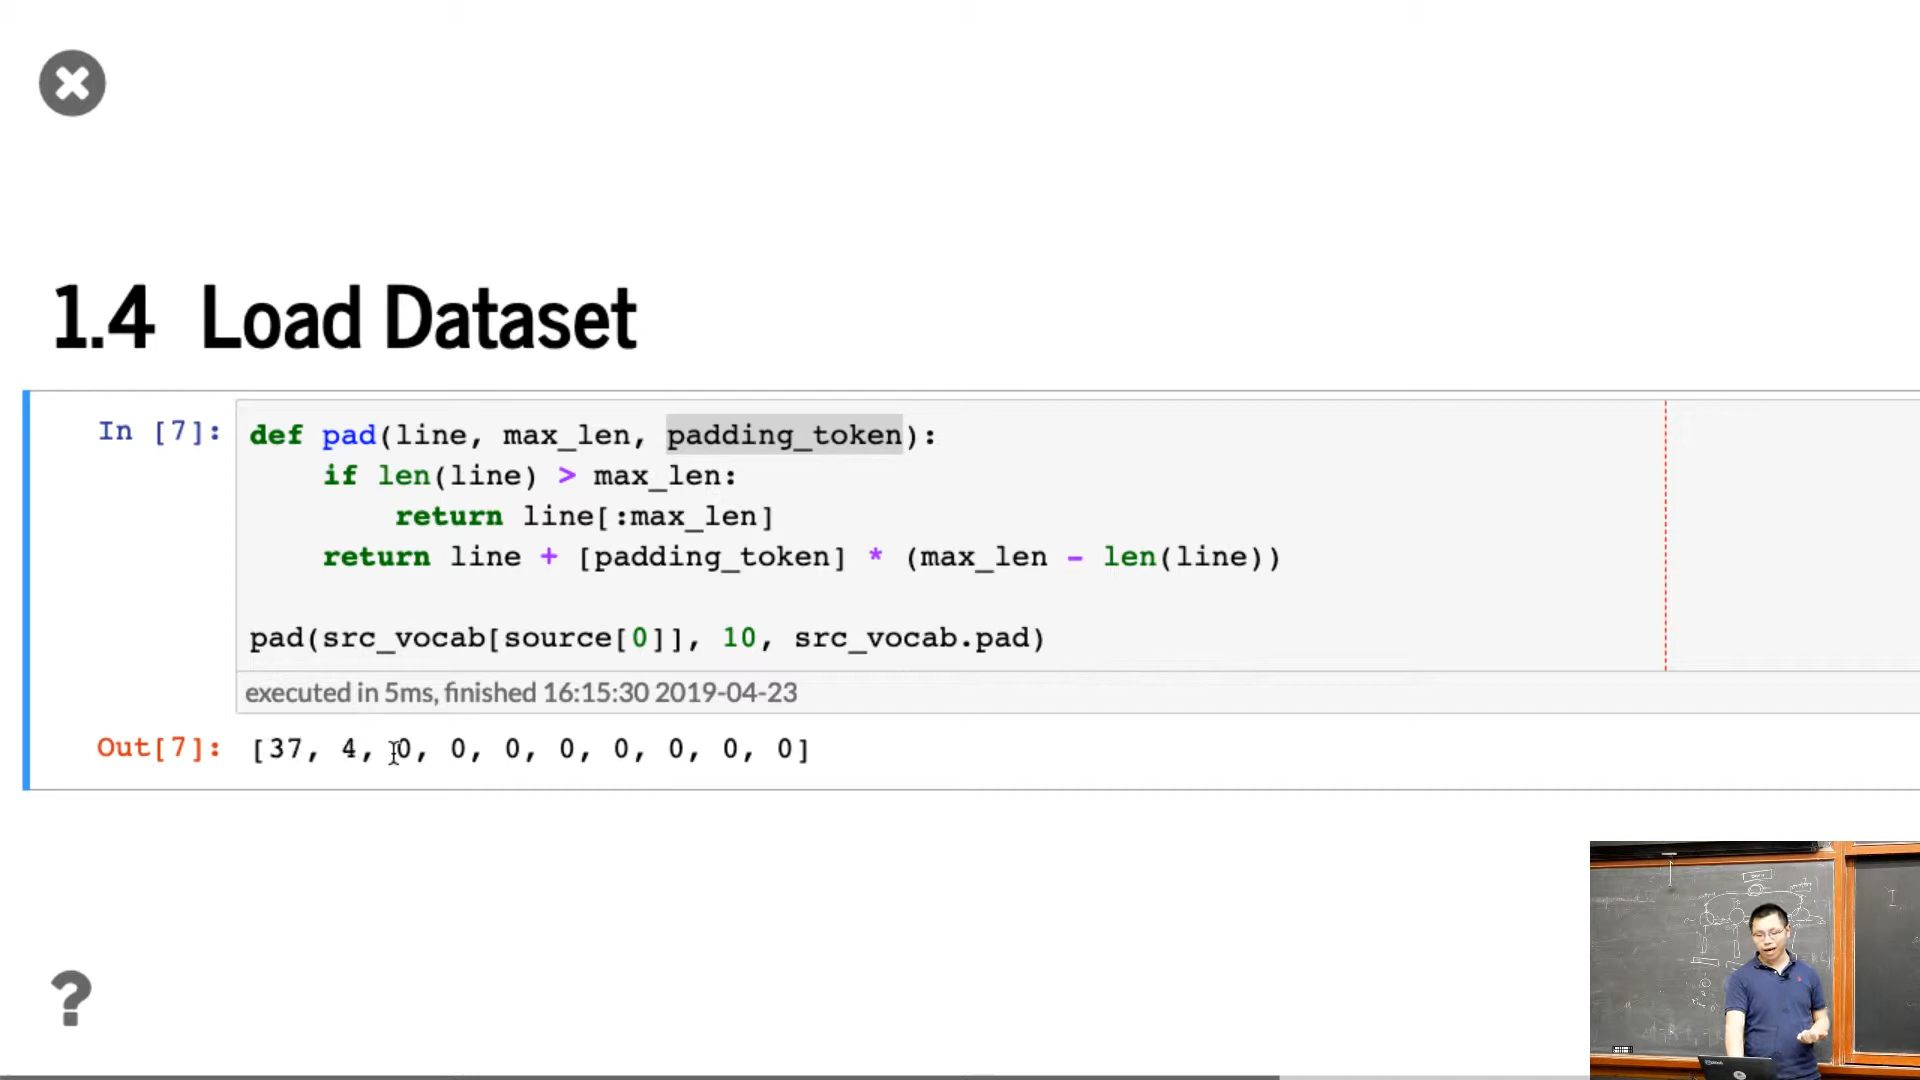 1.4 Load Dataset
In [7]:
def pad(line, max_len, padding_token):
    if len(line) > max_len:
        return line[:max_len]
    return line + [padding_token] * (max_len - len(line))
pad(src_vocab[source[0]], 10, src_vocab.pad)
executed in 5ms, finished 16:15:30 2019-04-23
Out[7]: [37, 4, 0, 0, 0, 0, 0, 0, 0, 0]
?